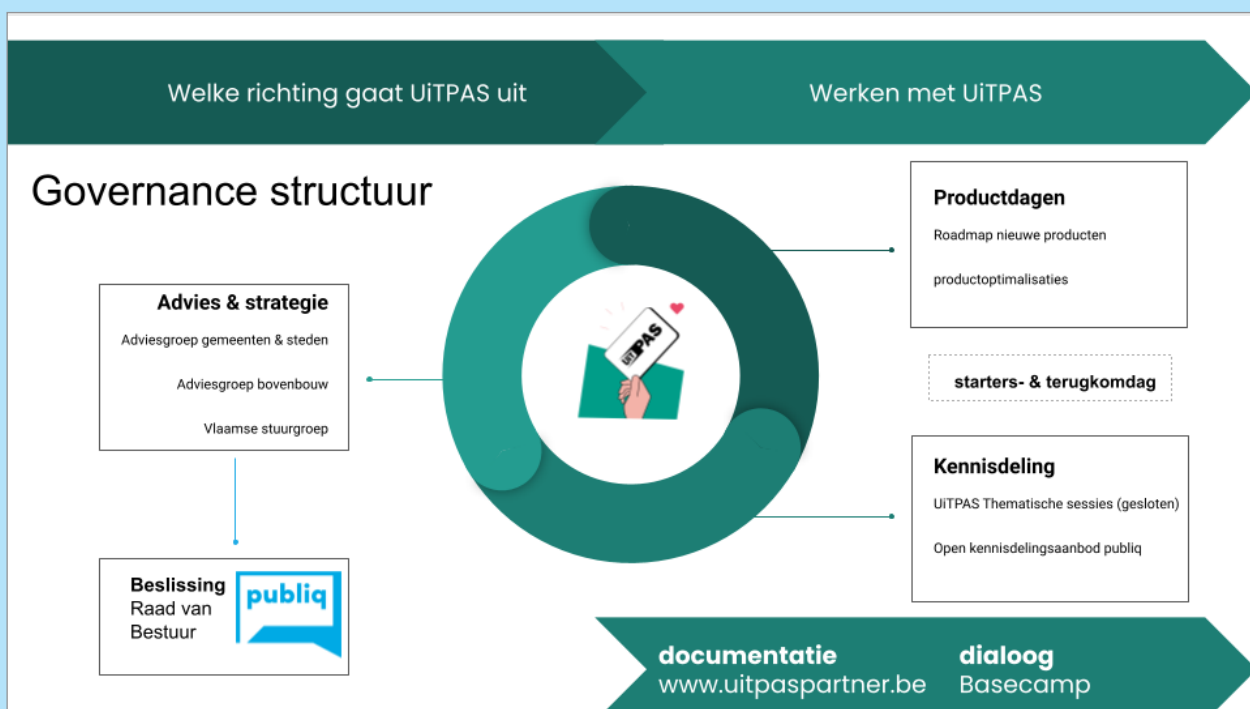 Welke richting gaat UiTPAS uit
Werken met UiTPAS
Governance structuur
Advies & strategie
Adviesgroep gemeenten & steden
Adviesgroep bovenbouw
Vlaamse stuurgroep
Beslissing
Raad van
Bestuur
publiq
UiTPAS
Productdagen
Roadmap nieuwe producten
productoptimalisaties
starters- & terugkomdag
Kennisdeling
UiTPAS Thematische sessies (gesloten)
Open kennisdelingsaanbod publiq
documentatie
www.uitpaspartner.be
dialoog
Basecamp